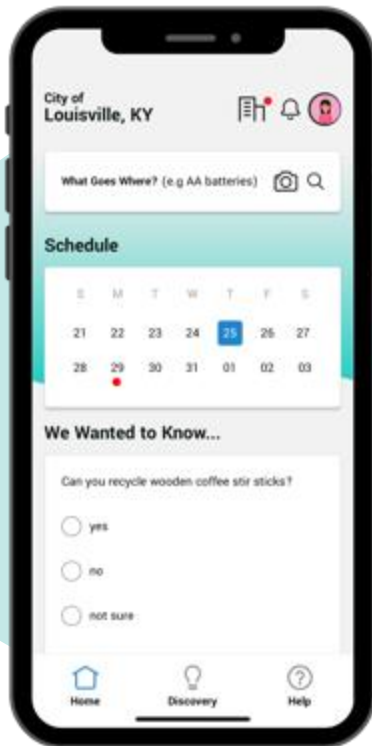 City of
Louisville, KY
What Goes Where? (e.g AA batteries)
Schedule
S M T W T F S
21 22 23 24 25 26 27
28 29 30 31 01 02 03
We Wanted to Know...
Can you recycle wooden coffee stir sticks?
yes
no
not sure
Home Discovery Help